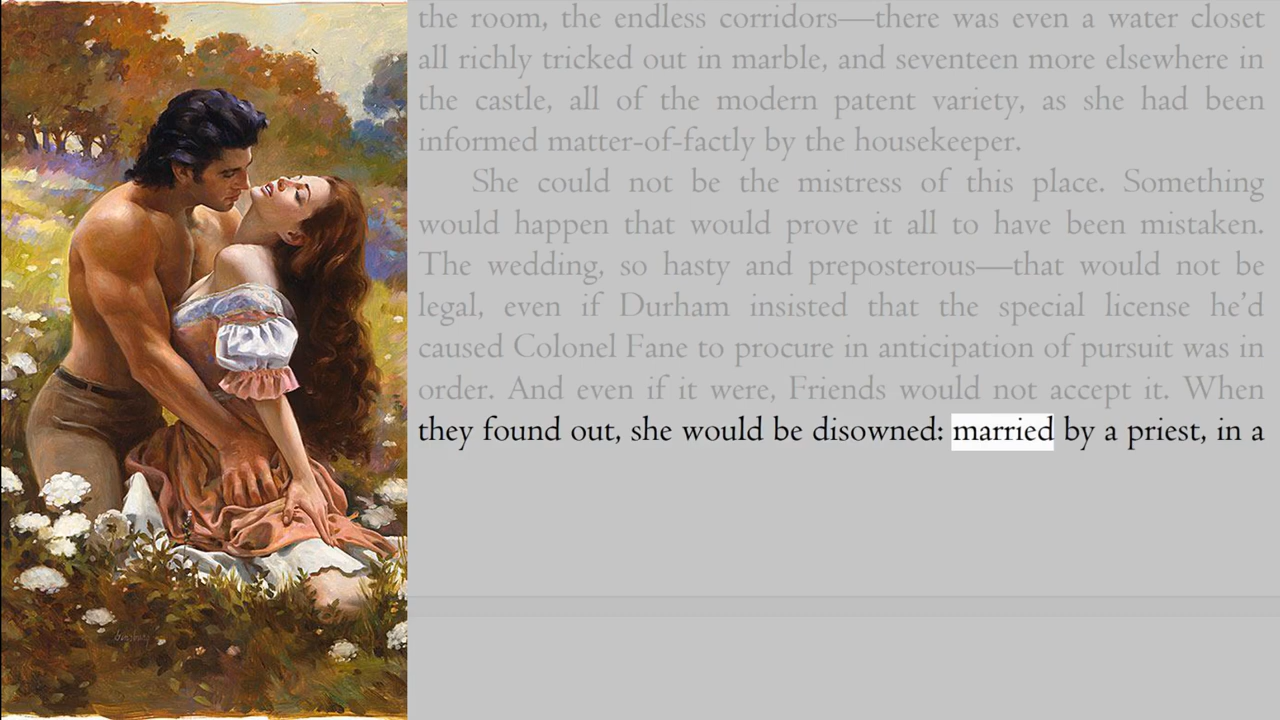 the room, the endless corridors—there was even a water closet
all richly tricked out in marble, and seventeen more elsewhere in
the castle, all of the modern patent variety, as she had been
informed matter-of-factly by the housekeeper.
She could not be the mistress of this place. Something
would happen that would prove it all to have been mistaken.
The wedding, so hasty and preposterous—that would not be
legal, even if Durham insisted that the special license he’d
caused Colonel Fane to procure in anticipation of pursuit was in
order. And even if it were, Friends would not accept it. When
they found out, she would be disowned: married by a priest, in a